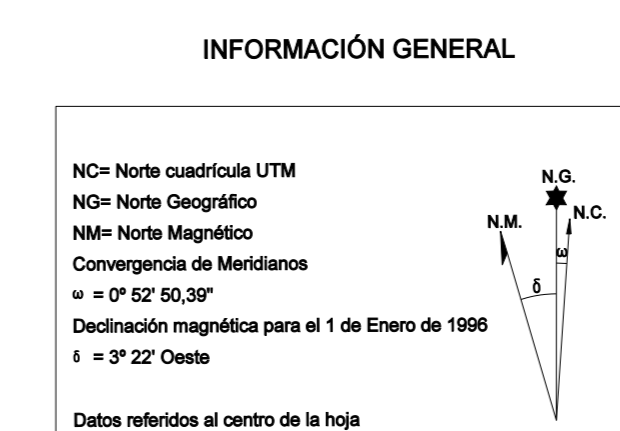 INFORMACIÓN GENERAL
NC= Norte cuadrícula UTM
NG= Norte Geográfico
NM= Norte Magnético
Convergencia de Meridianos
ω = 0º 52' 50,39"
Declinación magnética para el 1 de Enero de 1996
δ = 3º 22' Oeste
Datos referidos al centro de la hoja
N.G.
N.M.
N.C.
ω
δ